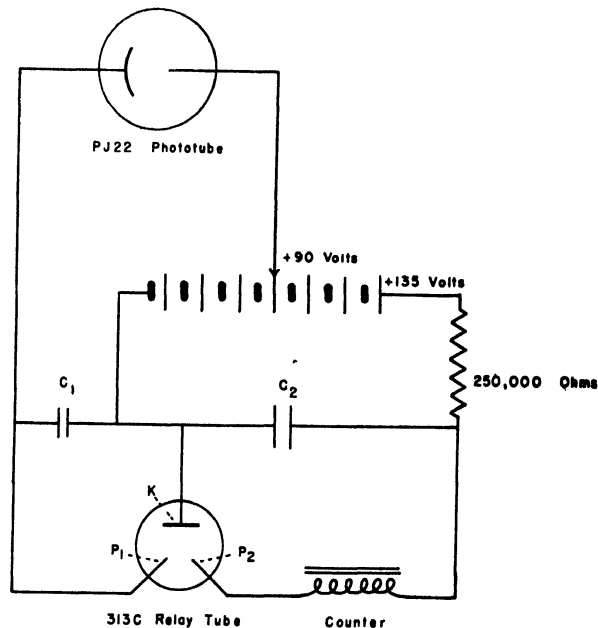 PJ22 Phototube
+90 Volts
+135 Volts
250,000 Ohms
C1
C2
K
P1
P2
313C Relay Tube
Counter